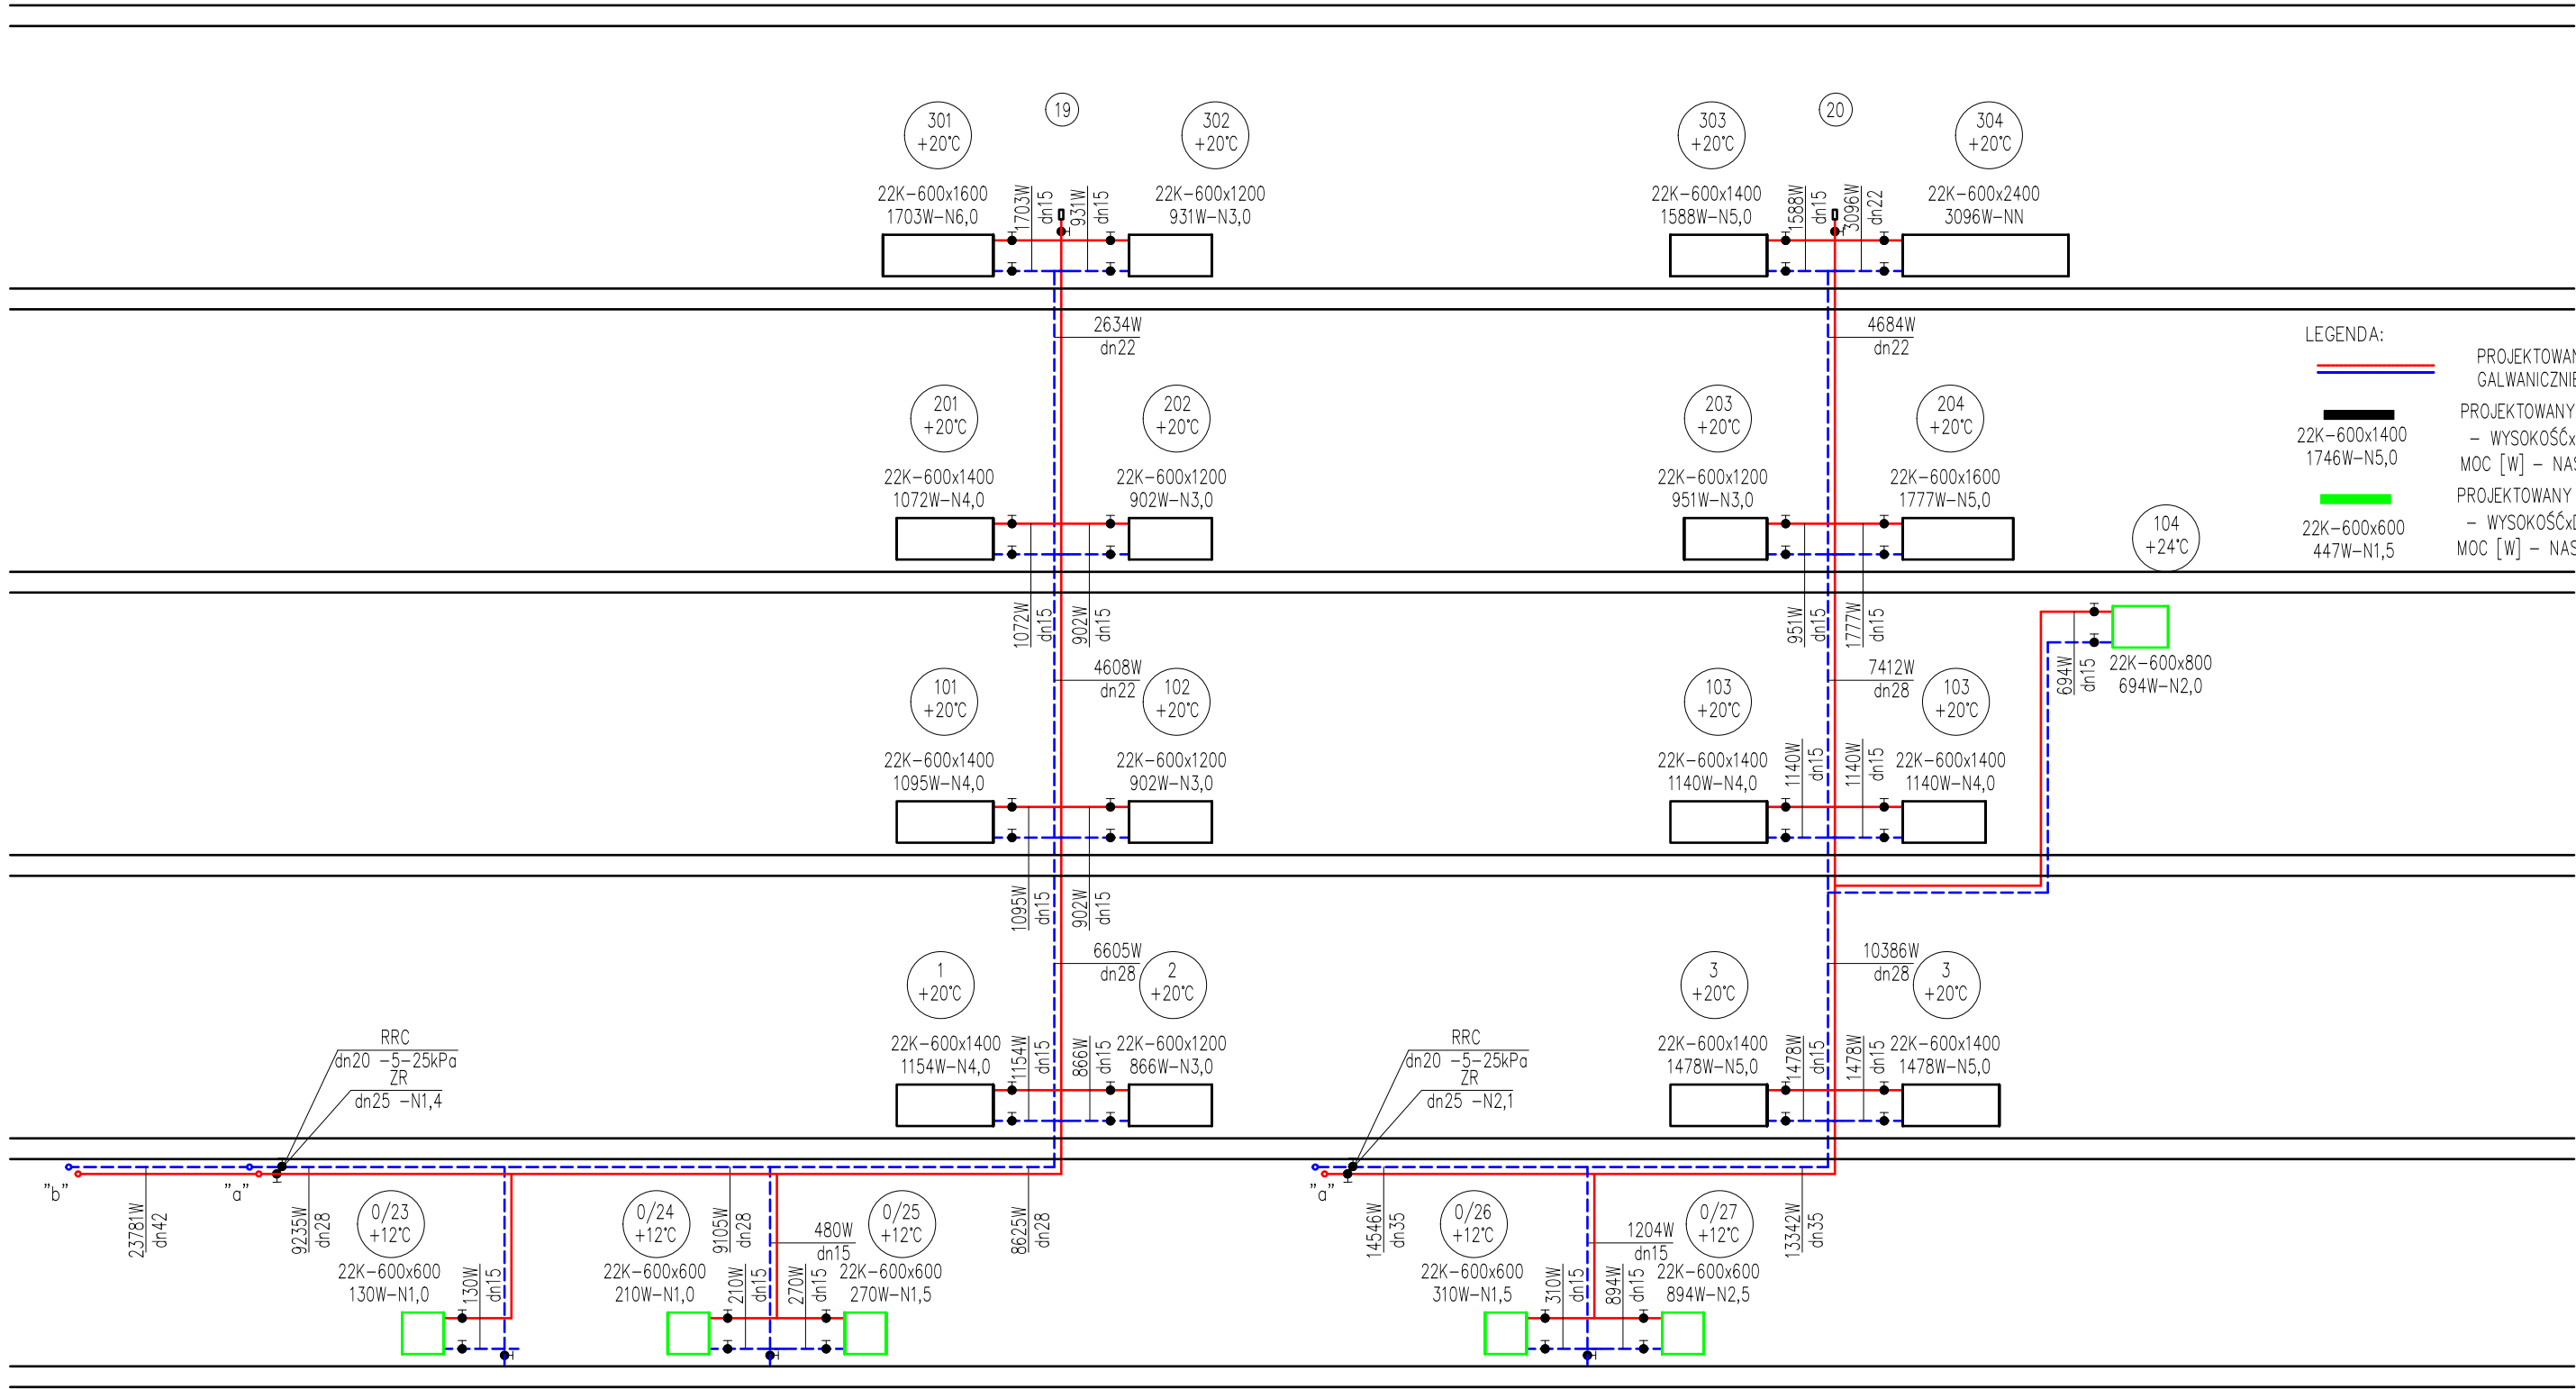 19
20
301
+20°C
302
+20°C
303
+20°C
304
+20°C
22K-600x1600
1703W-N6,0
1703W
dn15
931W
dn15
22K-600x1200
931W-N3,0
22K-600x1400
1588W-N5,0
1588W
dn15
3096W
dn22
22K-600x2400
3096W-NN
2634W
dn22
4684W
dn22
LEGENDA:
PROJEKTOWAN
GALWANICZNIE
PROJEKTOWANY
22K-600x1400
1746W-N5,0
- WYSOKOŚĆx
MOC [W] - NAS
PROJEKTOWANY
22K-600x600
447W-N1,5
- WYSOKOŚĆx
MOC [W] - NAS
201
+20°C
202
+20°C
203
+20°C
204
+20°C
22K-600x1400
1072W-N4,0
22K-600x1200
902W-N3,0
22K-600x1200
951W-N3,0
22K-600x1600
1777W-N5,0
104
+24°C
1072W
dn15
902W
dn15
951W
dn15
1777W
dn15
694W
dn15
22K-600x800
694W-N2,0
4608W
dn22
7412W
dn28
101
+20°C
102
+20°C
103
+20°C
103
+20°C
22K-600x1400
1095W-N4,0
22K-600x1200
902W-N3,0
22K-600x1400
1140W-N4,0
1140W
dn15
1140W
dn15
22K-600x1400
1140W-N4,0
1095W
dn15
902W
dn15
6605W
dn28
10386W
dn28
1
+20°C
2
+20°C
3
+20°C
3
+20°C
22K-600x1400
1154W-N4,0
1154W
dn15
866W
dn15
22K-600x1200
866W-N3,0
22K-600x1400
1478W-N5,0
1478W
dn15
1478W
dn15
22K-600x1400
1478W-N5,0
RRC
dn20 -5-25kPa
ZR
dn25 -N1,4
RRC
dn20 -5-25kPa
ZR
dn25 -N2,1
"b"
"a"
"a"
23781W
dn42
9235W
dn28
9105W
dn28
8625W
dn28
14546W
dn35
13342W
dn35
0/23
+12°C
0/24
+12°C
0/25
+12°C
0/26
+12°C
0/27
+12°C
480W
dn15
1204W
dn15
22K-600x600
130W-N1,0
130W
dn15
22K-600x600
210W-N1,0
210W
dn15
270W
dn15
22K-600x600
270W-N1,5
22K-600x600
310W-N1,5
310W
dn15
894W
dn15
22K-600x600
894W-N2,5